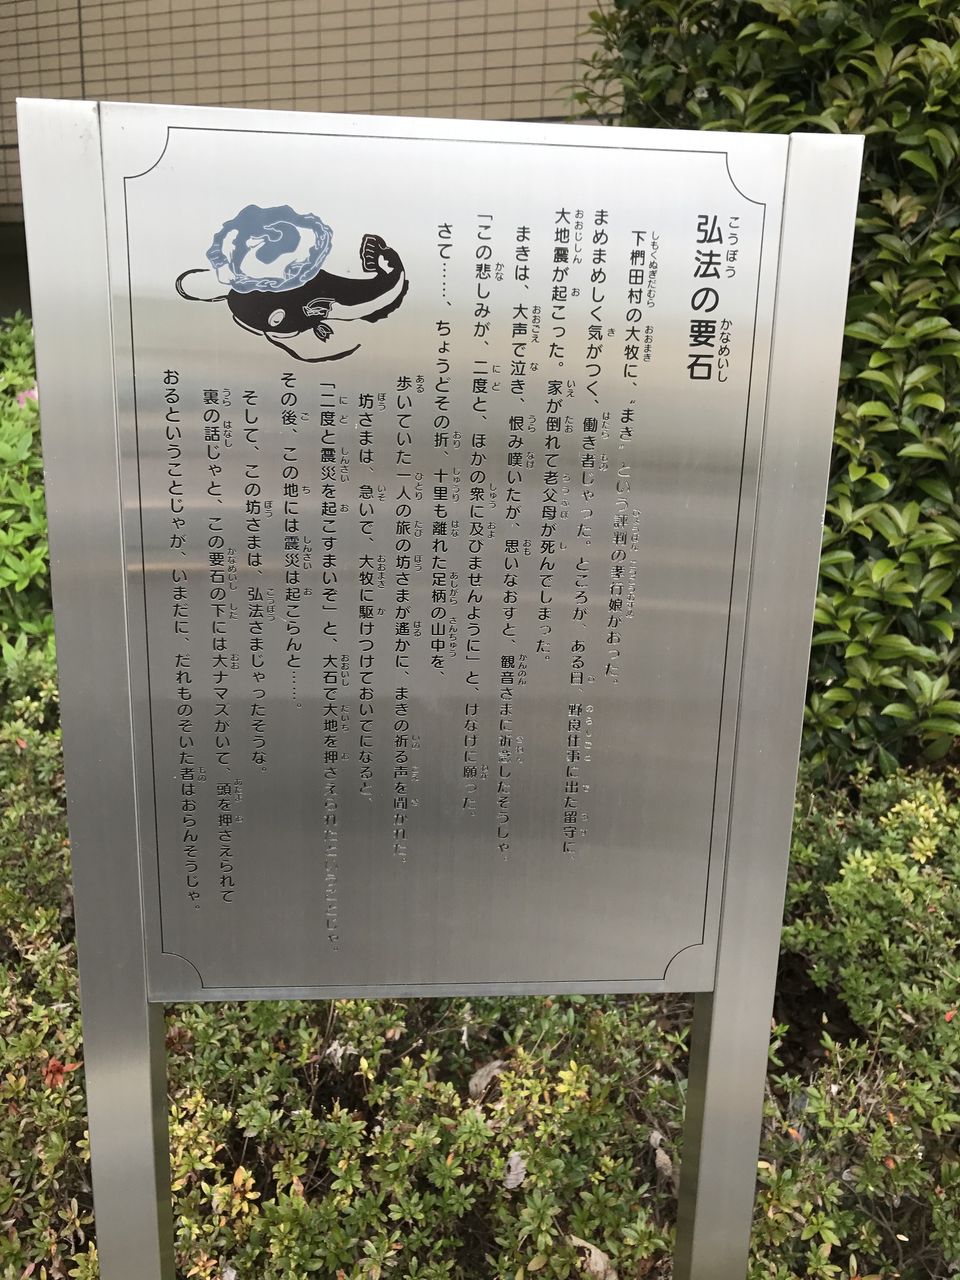 弘法の要石
下椚田村の大牧に、〝まき〟という評判の孝行娘がおった。
まめまめしく気がつく、働き者じゃった。ところが、ある日、野良仕事に出た留守に、
大地震が起こった。家が倒れて老父母が死んでしまった。
まきは、大声で泣き、恨み嘆いたが、思いなおすと、観音さまに祈念したそうじゃ。
「この悲しみが、二度と、ほかの衆に及びませんように」と、けなげに願った。
さて……、ちょうどその折、十里も離れた足柄の山中を、
歩いていた一人の旅の坊さまが遙かに、まきの祈る声を聞かれた。
坊さまは、急いで、大牧に駆けつけておいでになると、
「二度と震災を起こすまいぞ」と、大石で大地を押さえられたということじゃ。
その後、この地には震災は起こらんと……。
そして、この坊さまは、弘法さまじゃったそうな。
裏の話じゃと、この要石の下には大ナマズがいて、頭を押さえられて
おるということじゃが、いまだに、だれものぞいた者はおらんそうじゃ。